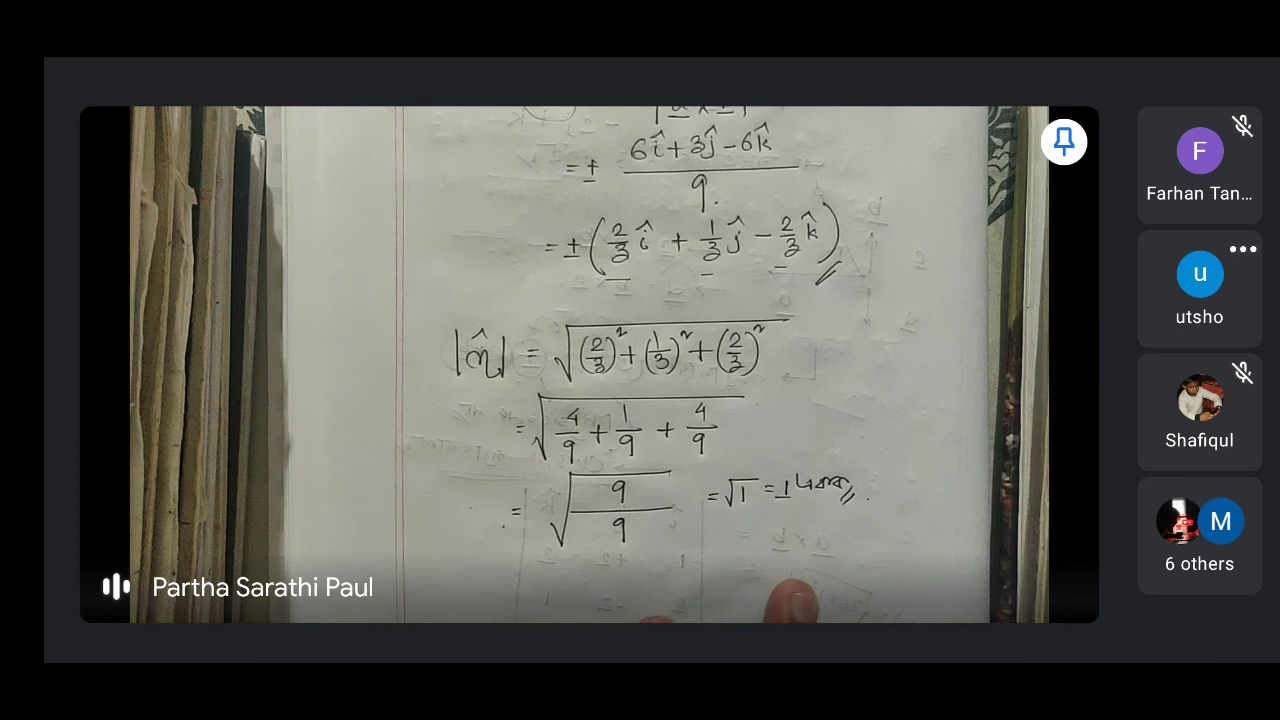 6î + 3ĵ − 6k̂
= ±
9.
= ± (2/3 î + 1/3 ĵ − 2/3 k̂)
|η̂| = √((2/3)² + (1/3)² + (2/3)²)
= √(4/9 + 1/9 + 4/9)
= √(9/9) = √1 = 1 একক
Partha Sarathi Paul
F
Farhan Tan...
u
utsho
Shafiqul
M
6 others